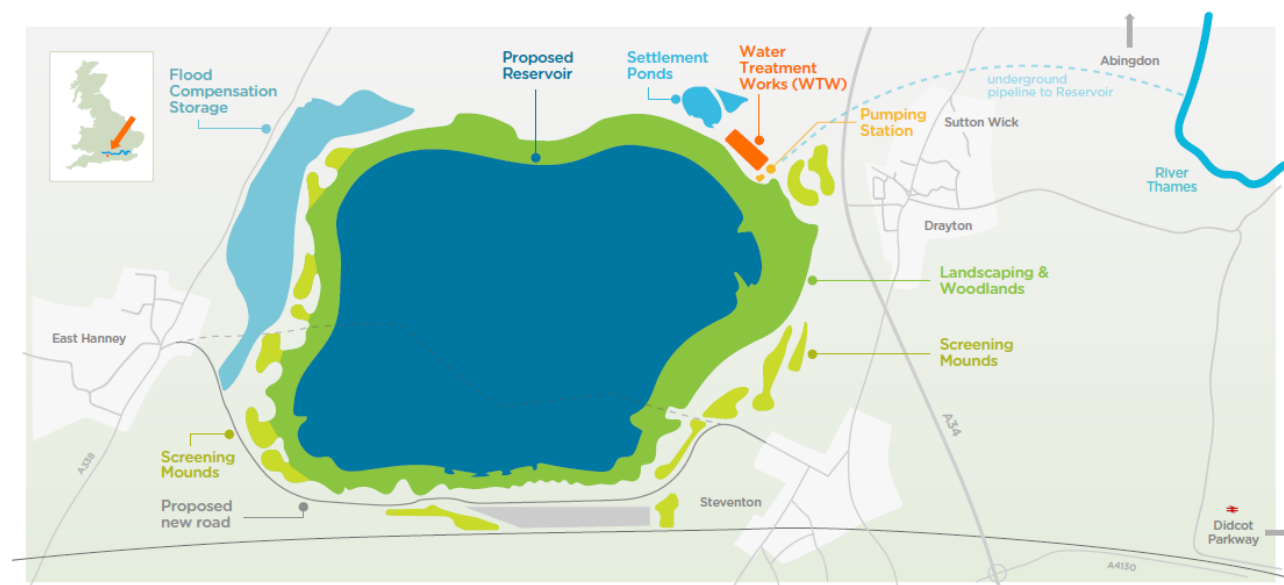 Flood
Compensation
Storage
Proposed
Reservoir
Settlement
Ponds
Water
Treatment
Works (WTW)
Pumping
Station
underground
pipeline to Reservoir
Abingdon
Sutton Wick
River
Thames
Drayton
Landscaping &
Woodlands
East Hanney
Screening
Mounds
A34
A338
Screening
Mounds
Proposed
new road
Steventon
Didcot
Parkway
A4130